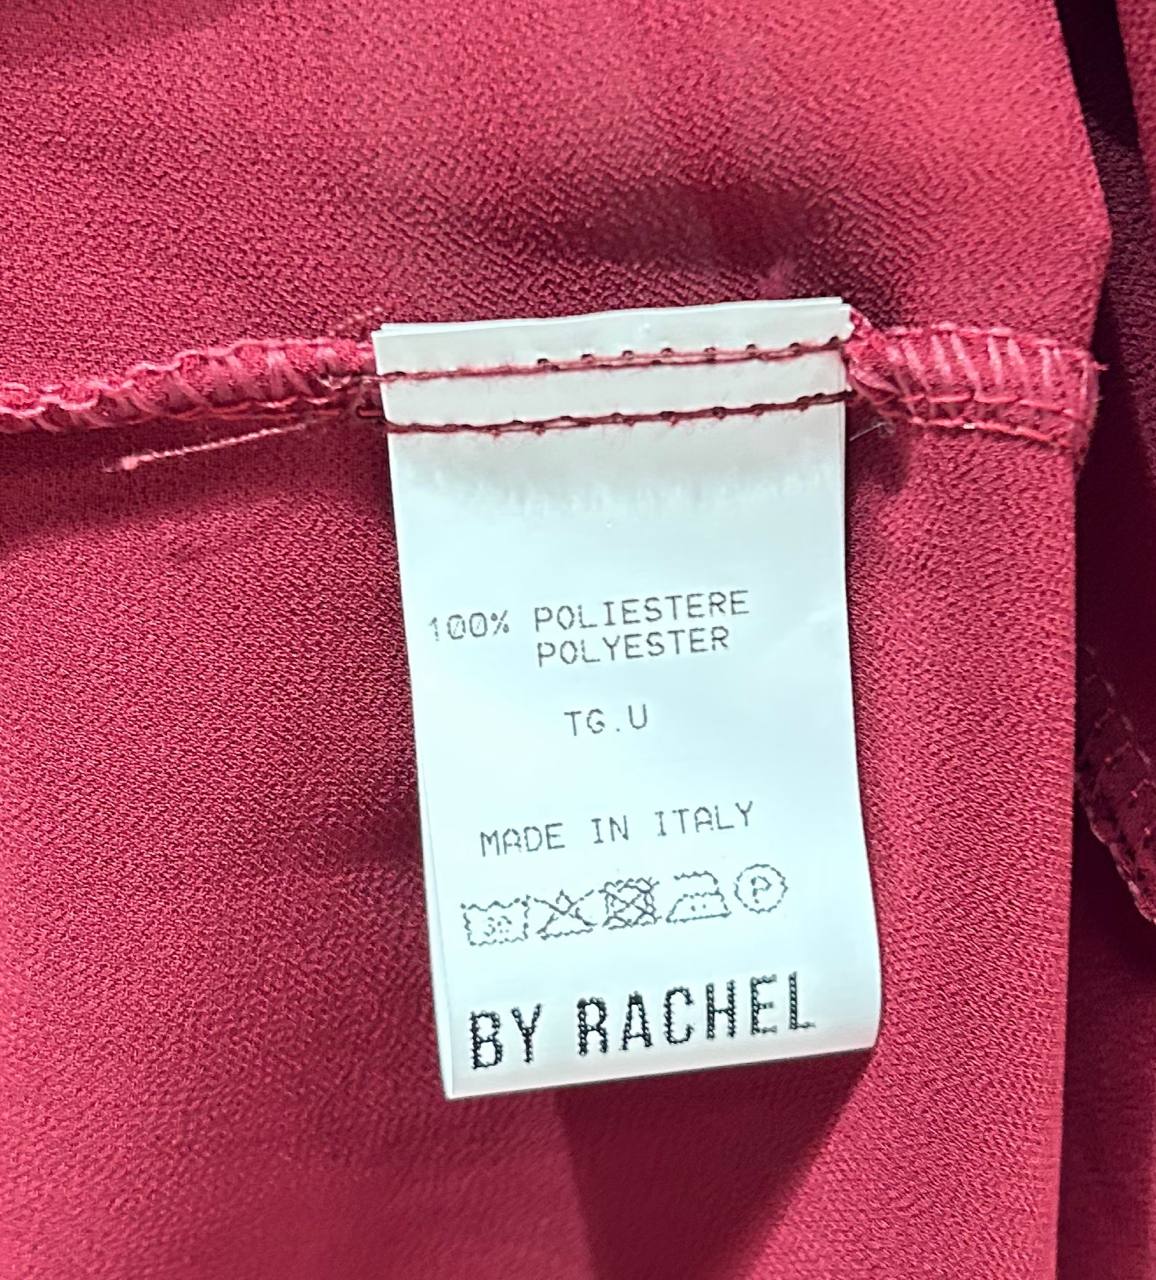 100% POLIESTERE
POLYESTER
TG.U
MADE IN ITALY
30 P
BY RACHEL